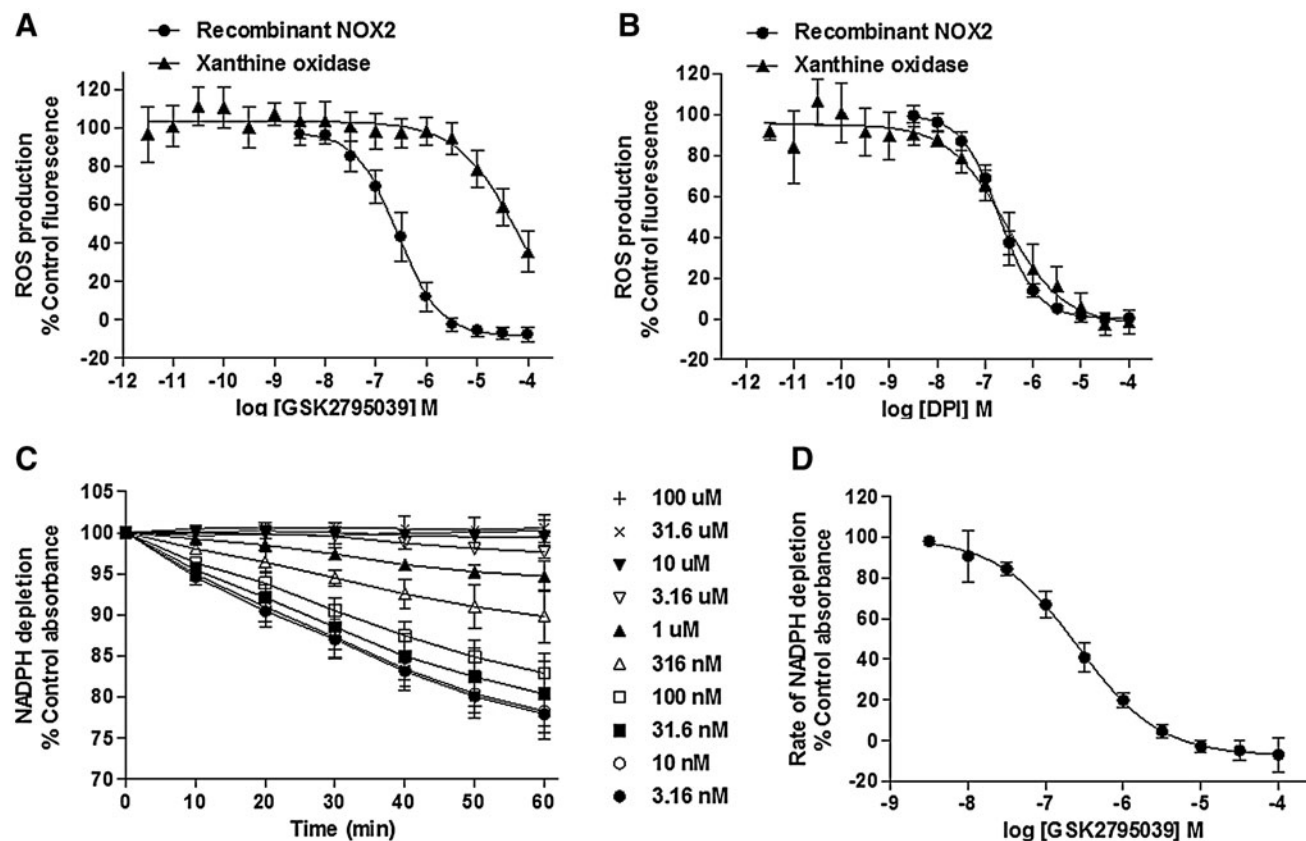 A
Recombinant NOX2
Xanthine oxidase
ROS production
% Control fluorescence
120
100
80
60
40
20
0
-20
-12 -11 -10 -9 -8 -7 -6 -5 -4
log [GSK2795039] M
B
Recombinant NOX2
Xanthine oxidase
ROS production
% Control fluorescence
120
100
80
60
40
20
0
-20
-12 -11 -10 -9 -8 -7 -6 -5 -4
log [DPI] M
C
NADPH depletion
% Control absorbance
105
100
95
90
85
80
75
70
0 10 20 30 40 50 60
Time (min)
100 uM
31.6 uM
10 uM
3.16 uM
1 uM
316 nM
100 nM
31.6 nM
10 nM
3.16 nM
D
Rate of NADPH depletion
% Control absorbance
120
100
80
60
40
20
0
-20
-9 -8 -7 -6 -5 -4
log [GSK2795039] M